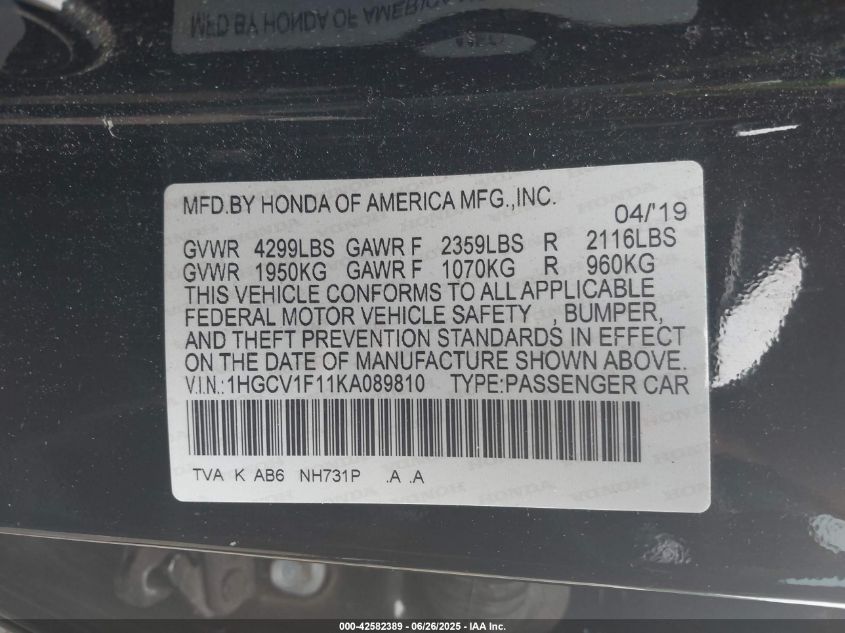 MFD.BY HONDA OF AMERICA MFG.,INC.
04/'19
GVWR 4299LBS GAWR F 2359LBS R 2116LBS
GVWR 1950KG GAWR F 1070KG R 960KG
THIS VEHICLE CONFORMS TO ALL APPLICABLE
FEDERAL MOTOR VEHICLE SAFETY , BUMPER,
AND THEFT PREVENTION STANDARDS IN EFFECT
ON THE DATE OF MANUFACTURE SHOWN ABOVE.
V.I.N.:1HGCV1F11KA089810 TYPE:PASSENGER CAR
TVA K AB6 NH731P .A .A
000-42582389 - 06/26/2025 - IAA Inc.